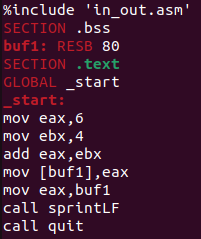 %include 'in_out.asm'
SECTION .bss
buf1: RESB 80
SECTION .text
GLOBAL _start
_start:
mov eax,6
mov ebx,4
add eax,ebx
mov [buf1],eax
mov eax,buf1
call sprintLF
call quit